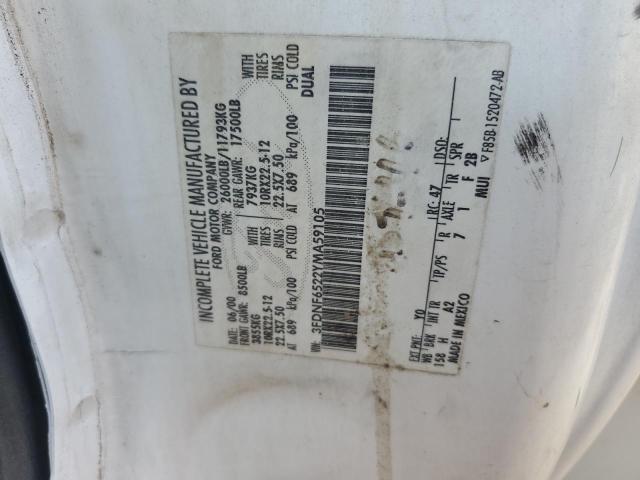 INCOMPLETE VEHICLE MANUFACTURED BY
FORD MOTOR COMPANY
DATE: 06/00 GVWR: 26000LB/11793KG
FRONT GAWR: 8500LB REAR GAWR: 17500LB
3855KG 7937KG WITH
10RX22.5-12 10RX22.5-12 TIRES
22.5X7.50 22.5X7.50 RIMS
AT 689 kPa/100 PSI COLD AT 689 kPa/100 PSI COLD
DUAL
VIN: 3FDNF6522YMA59105
EXT PNT: YO RC: 47 DSO:
WB BRK INT TR TP/PS R AXLE TR SPR
158 H A2 7 1 F 2B I
MADE IN MEXICO MUI
F85B-1520472-AB